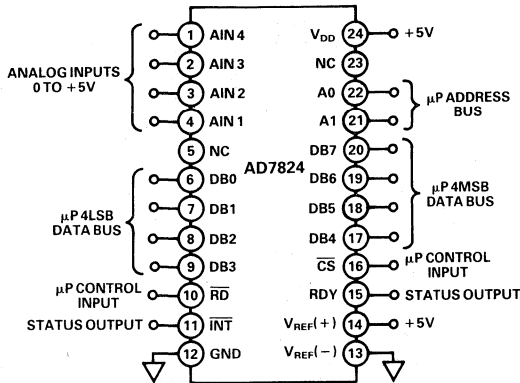 1 AIN 4
2 AIN 3
3 AIN 2
4 AIN 1
ANALOG INPUTS
0 TO +5V
5 NC
6 DB0
7 DB1
8 DB2
9 DB3
µP 4LSB
DATA BUS
µP CONTROL
INPUT
10 R̅D̅
STATUS OUTPUT
11 I̅N̅T̅
12 GND
AD7824
VDD 24 +5V
NC 23
A0 22
A1 21
µP ADDRESS
BUS
DB7 20
DB6 19
DB5 18
DB4 17
µP 4MSB
DATA BUS
C̅S̅ 16
µP CONTROL
INPUT
RDY 15 STATUS OUTPUT
VREF(+) 14 +5V
VREF(−) 13